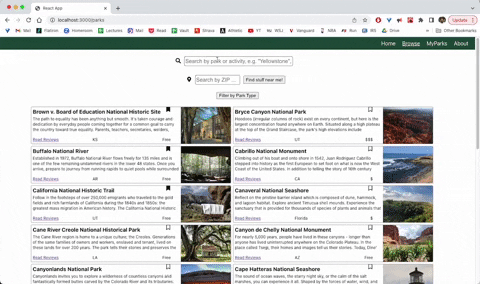 React App
localhost:3000/parks
Update
Flatiron
Homeroom
Lectures
Mail
Read
Vault
Strava
Affinity
LinkedIn
Vanguard
NBA
Run
Drive
Other Bookmarks
Home Browse MyParks About
Search by park or activity, e.g. "Yellowstone",
Search by ZIP ...
Find stuff near me!
Filter by Park Type
Brown v. Board of Education National Historic Site
The path to equality has been anything but smooth. It's takes courage and
dedication by everyday people coming together for a common goal to carry
the country toward true equality. Parents, teachers, secretaries, welders,
Read Reviews KS Free
Bryce Canyon National Park
Hoodoos (irregular columns of rock) exist on every continent, but here is the
largest concentration found anywhere on Earth. Situated along a high plateau
at the top of the Grand Staircase, the park's high elevations include
Read Reviews UT $$$
Buffalo National River
Established in 1972, Buffalo National River flows freely for 135 miles and is
one of the few remaining undammed rivers in the lower 48 states. Once you
arrive, prepare to journey from running rapids to quiet pools while surrounded
Read Reviews AR Free
Cabrillo National Monument
Climbing out of his boat and onto shore in 1542, Juan Rodriguez Cabrillo
stepped into history as the first European to set foot on what is now the West
Coast of the United States. In addition to telling the story of 16th century
Read Reviews CA $
California National Historic Trail
Follow in the footsteps of over 250,000 emigrants who traveled to the gold
fields and rich farmlands of California during the 1840s and 1850s: the
greatest mass migration in American history. The California National Historic
Read Reviews UT Free
Canaveral National Seashore
Reflect on the pristine barrier island which is composed of dune, hammock,
and lagoon habitat. Explore ancient Timucua shell mounds. Experience the
sanctuary that is provided for thousands of species of plants and animals that
Read Reviews Florida $
Cane River Creole National Historical Park
The Cane River region is home to a unique culture; the Creoles. Generations
of the same families of workers, enslaved and tenant, and owners, lived on
these lands for over 200 years. The park tells their stories and preserves the
Read Reviews LA Free
Canyon de Chelly National Monument
For nearly 5,000 years, people have lived in these canyons - longer than
anyone has lived uninterrupted anywhere on the Colorado Plateau. In the
place called Tsegi, their homes and images tell us their stories. Today, Diné
Read Reviews AZ Free
Canyonlands National Park
Canyonlands invites you to explore a wilderness of countless canyons and
fantastically formed buttes carved by the Colorado River and its tributaries.
Cape Hatteras National Seashore
The sound of ocean waves, the starry night sky, or the calm of the salt
marshes, you can experience it all. Shaped by the forces of water, wind, and